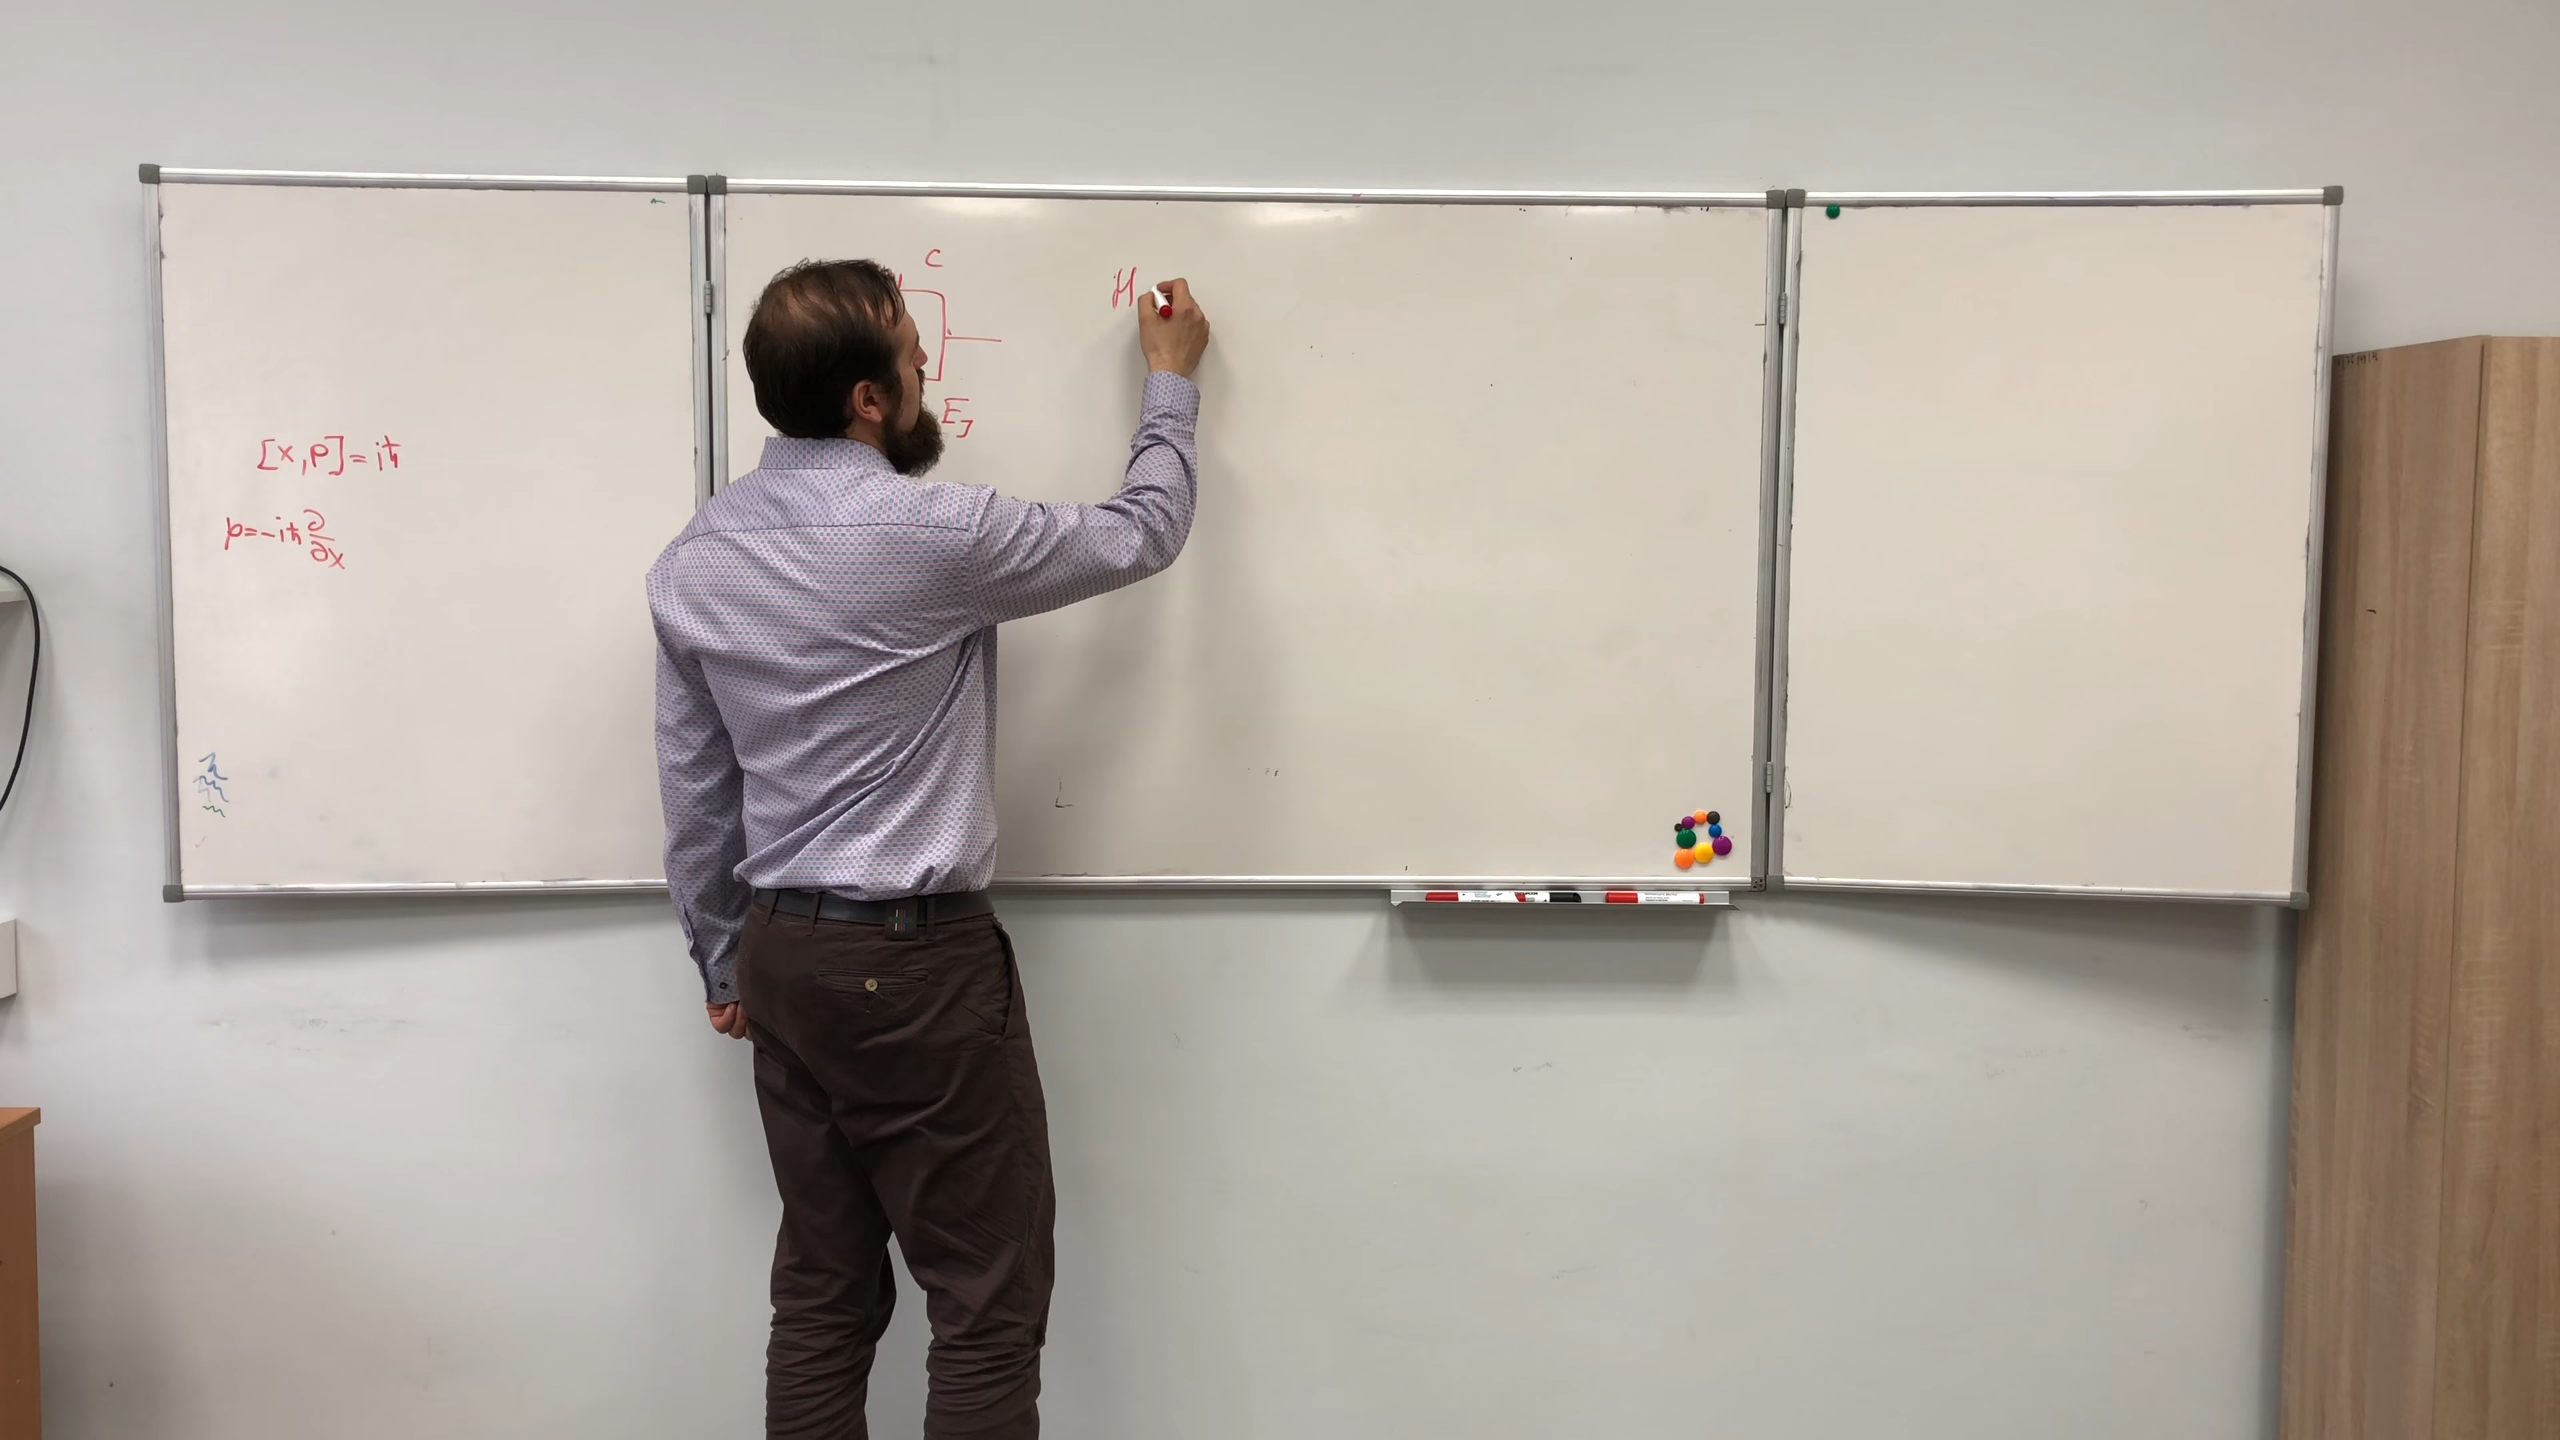 [x,p]=iħ
p=-iħ∂/∂x
C
E_J
H